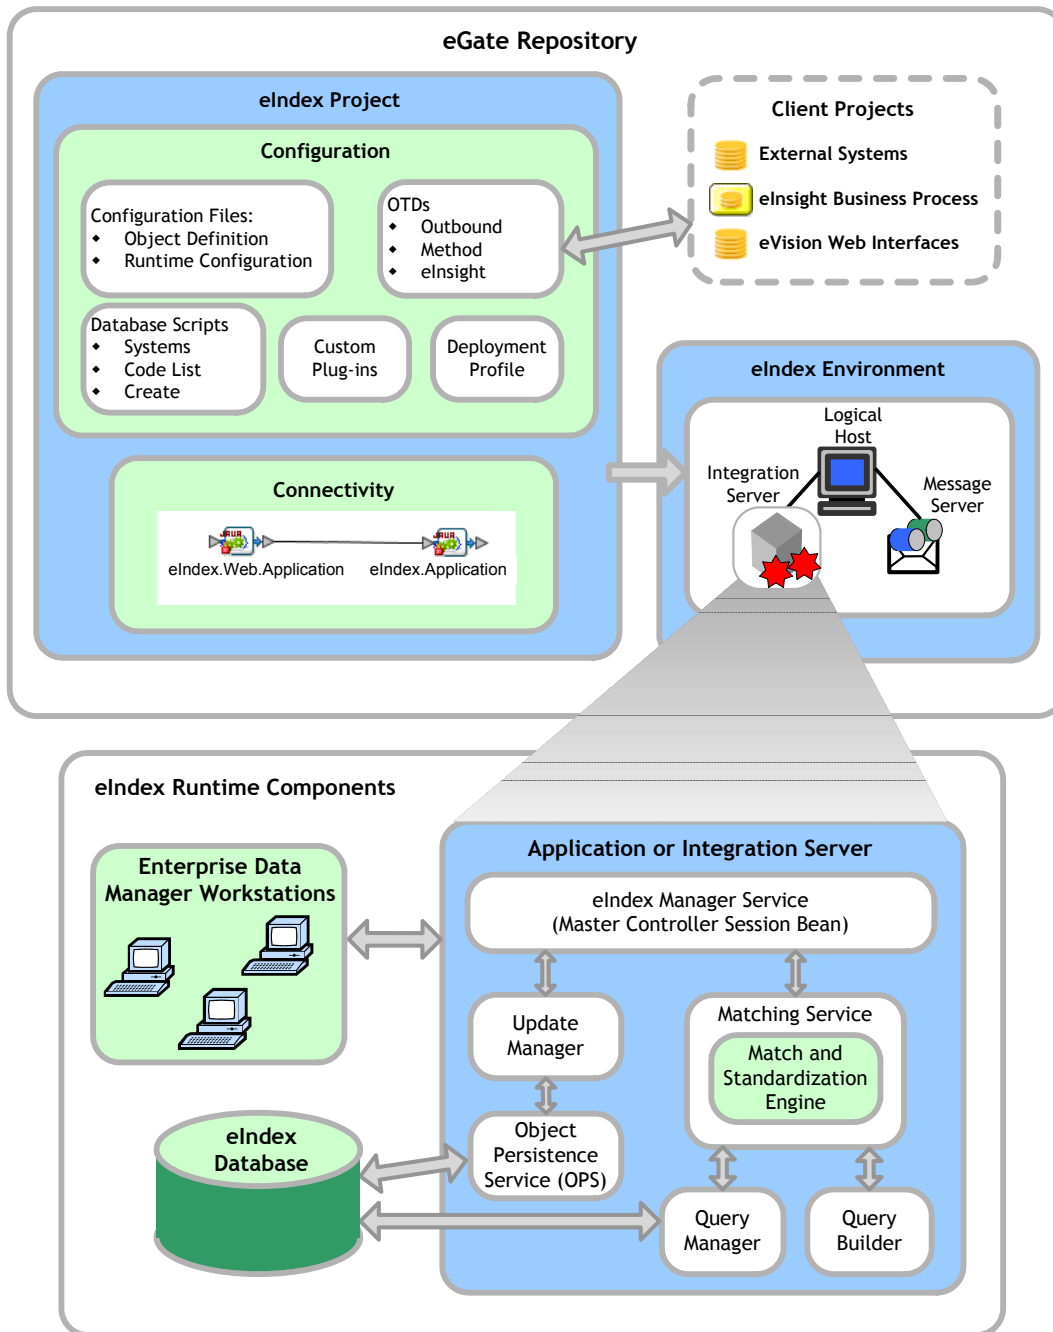 eGate Repository
eIndex Project
Configuration
Configuration Files:
◆ Object Definition
◆ Runtime Configuration
OTDs
◆ Outbound
◆ Method
◆ eInsight
Database Scripts
◆ Systems
◆ Code List
◆ Create
Custom
Plug-ins
Deployment
Profile
Connectivity
JAVA
JAVA
eIndex.Web.Application
eIndex.Application
Client Projects
External Systems
eInsight Business Process
eVision Web Interfaces
eIndex Environment
Logical
Host
Integration
Server
Message
Server
eIndex Runtime Components
Enterprise Data
Manager Workstations
Application or Integration Server
eIndex Manager Service
(Master Controller Session Bean)
Update
Manager
Matching Service
Match and
Standardization
Engine
Object
Persistence
Service (OPS)
eIndex
Database
Query
Manager
Query
Builder